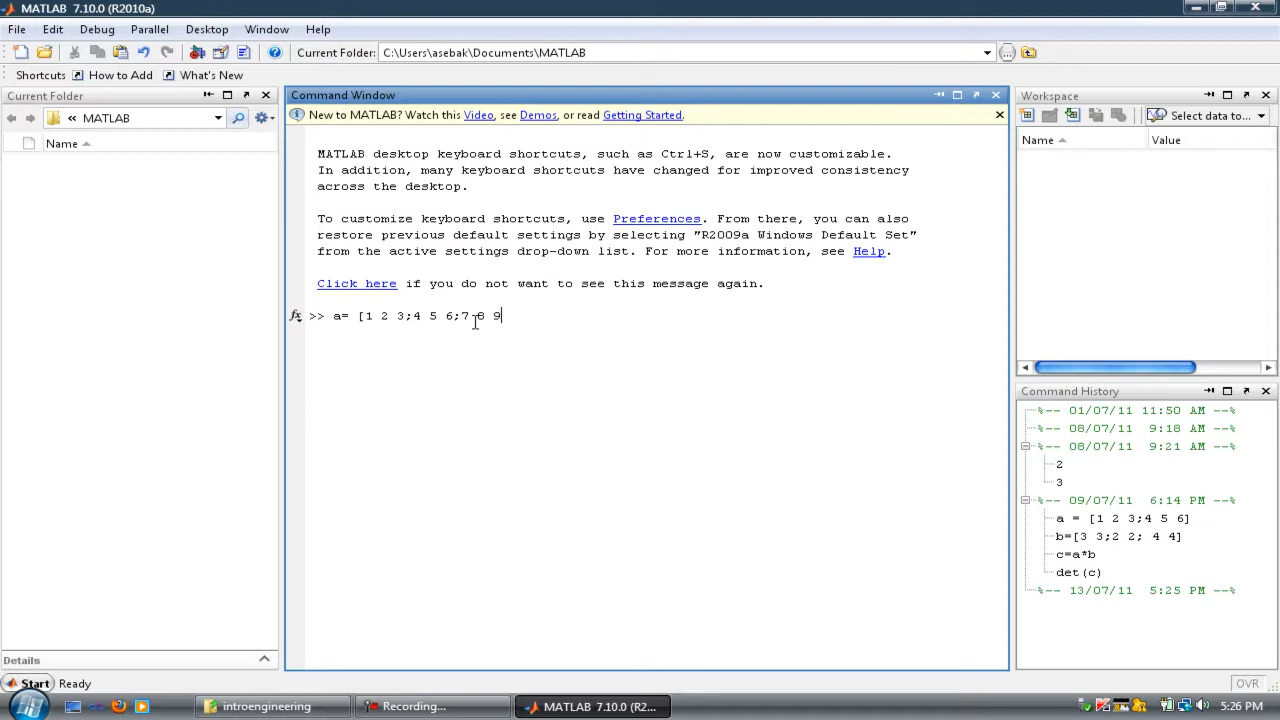 MATLAB 7.10.0 (R2010a)
File Edit Debug Parallel Desktop Window Help
Current Folder: C:\Users\asebak\Documents\MATLAB
Shortcuts How to Add What's New
Current Folder
« MATLAB
Name
Details
Command Window
New to MATLAB? Watch this Video, see Demos, or read Getting Started.
MATLAB desktop keyboard shortcuts, such as Ctrl+S, are now customizable.
In addition, many keyboard shortcuts have changed for improved consistency
across the desktop.
To customize keyboard shortcuts, use Preferences. From there, you can also
restore previous default settings by selecting "R2009a Windows Default Set"
from the active settings drop-down list. For more information, see Help.
Click here if you do not want to see this message again.
fx >> a= [1 2 3;4 5 6;7 8 9
Workspace
Select data to...
Name Value
Command History
%-- 01/07/11 11:50 AM --%
%-- 08/07/11 9:18 AM --%
%-- 08/07/11 9:21 AM --%
2
3
%-- 09/07/11 6:14 PM --%
a = [1 2 3;4 5 6]
b=[3 3;2 2; 4 4]
c=a*b
det(c)
%-- 13/07/11 5:25 PM --%
Start Ready
OVR
introengineering
Recording...
MATLAB 7.10.0 (R2...
5:26 PM